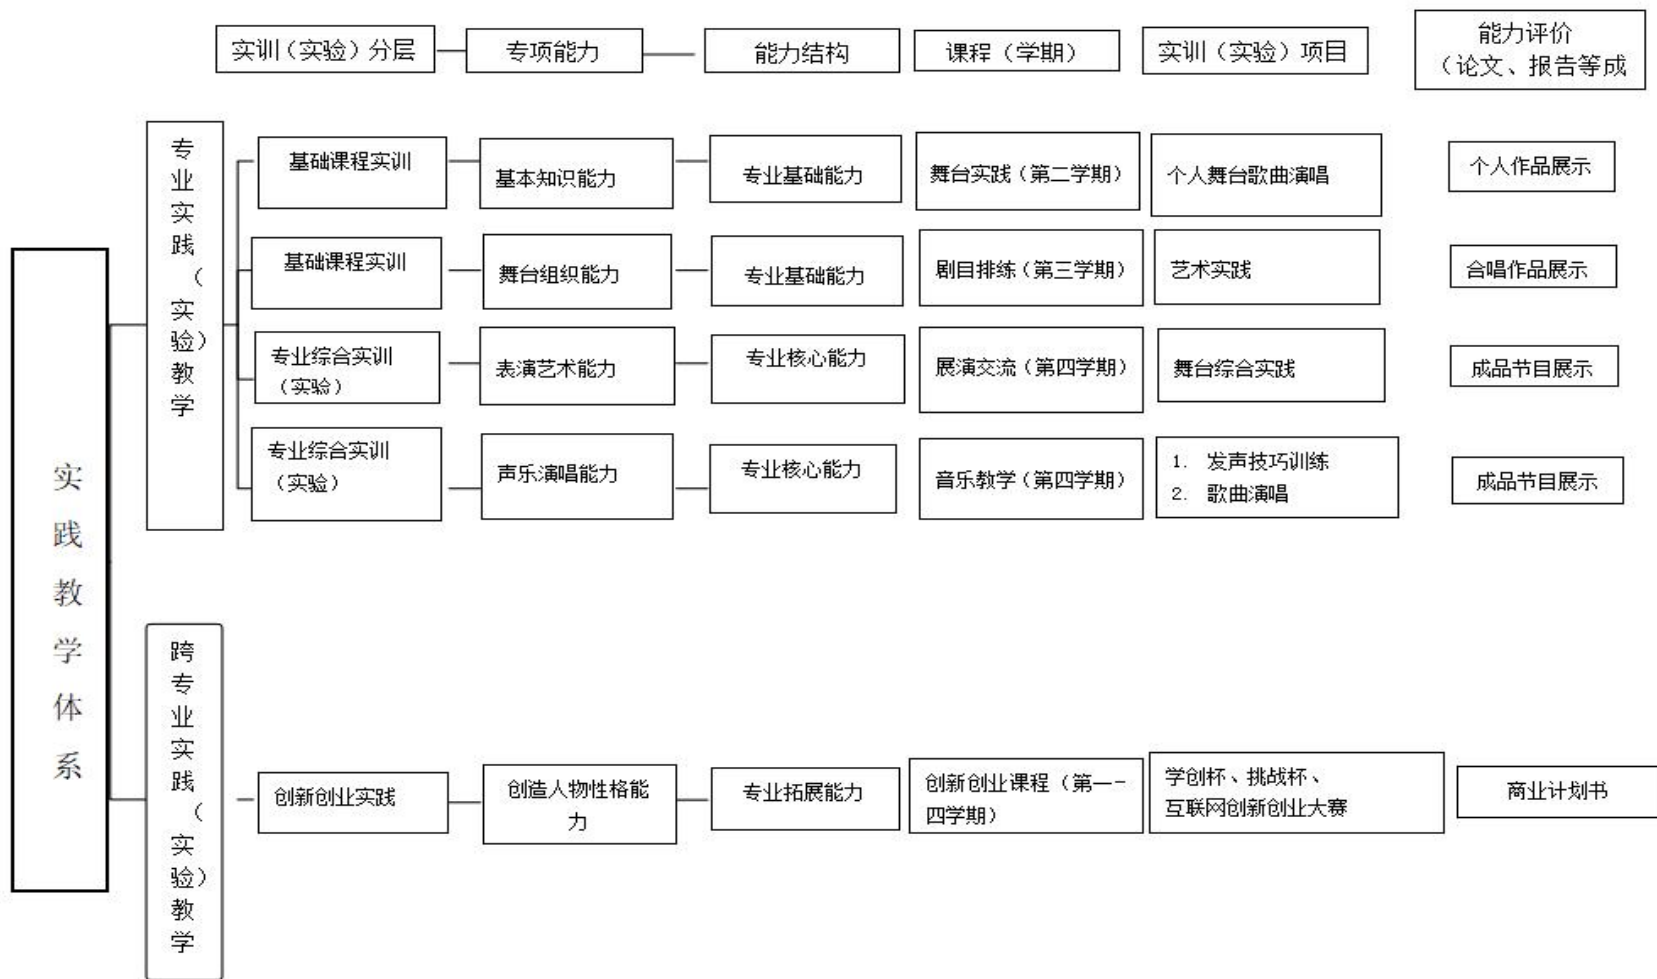 实训（实验）分层
专项能力
能力结构
课程（学期）
实训（实验）项目
能力评价
（论文、报告等成
实践教学体系
专业实践（实验）教学
基础课程实训
基本知识能力
专业基础能力
舞台实践（第二学期）
个人舞台歌曲演唱
个人作品展示
基础课程实训
舞台组织能力
专业基础能力
剧目排练（第三学期）
艺术实践
合唱作品展示
专业综合实训
（实验）
表演艺术能力
专业核心能力
展演交流（第四学期）
舞台综合实践
成品节目展示
专业综合实训
（实验）
声乐演唱能力
专业核心能力
音乐教学（第四学期）
1. 发声技巧训练
2. 歌曲演唱
成品节目展示
跨专业实践（实验）教学
创新创业实践
创造人物性格能
力
专业拓展能力
创新创业课程（第一-
四学期）
学创杯、挑战杯、
互联网创新创业大赛
商业计划书